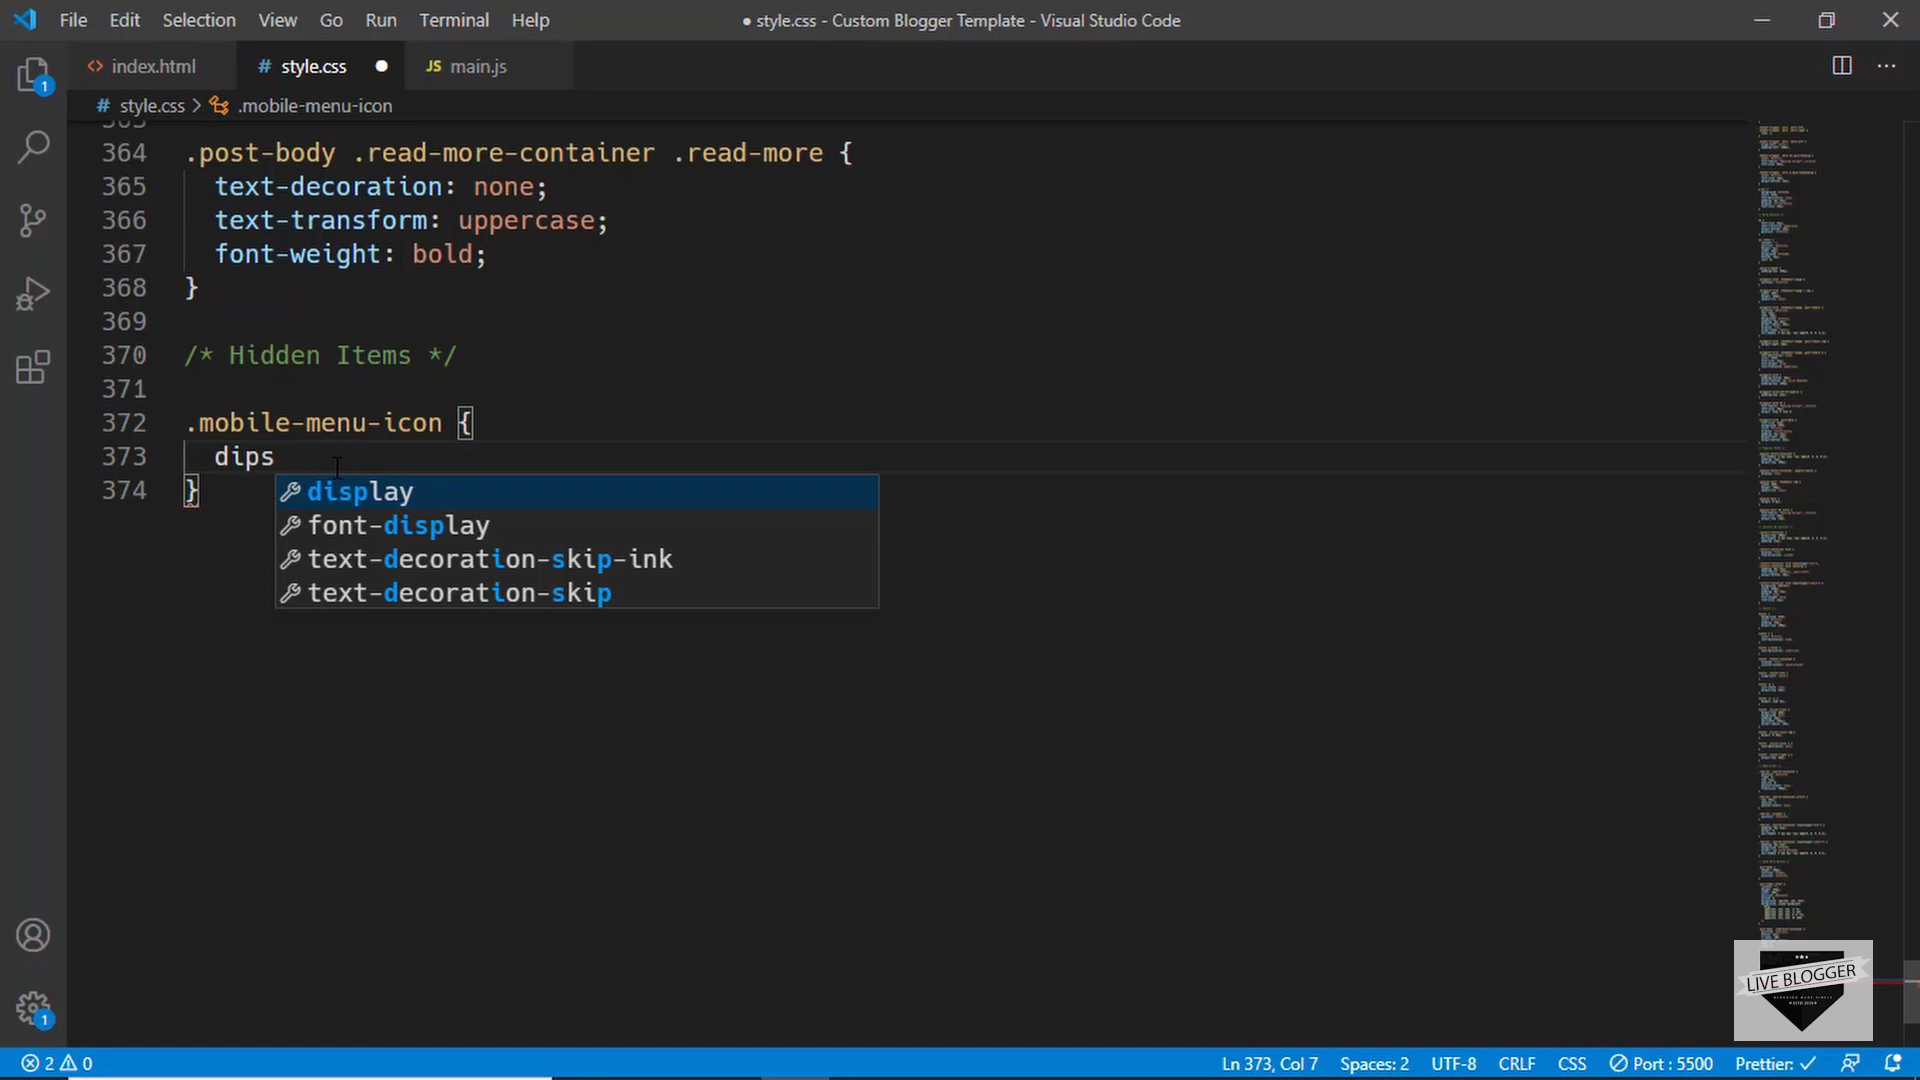 File Edit Selection View Go Run Terminal Help
● style.css - Custom Blogger Template - Visual Studio Code
index.html
# style.css ●
JS main.js
# style.css > .mobile-menu-icon
363
364 .post-body .read-more-container .read-more {
365 text-decoration: none;
366 text-transform: uppercase;
367 font-weight: bold;
368 }
369
370 /* Hidden Items */
371
372 .mobile-menu-icon {
373 dips
374 }
display
font-display
text-decoration-skip-ink
text-decoration-skip
1
1
LIVE BLOGGER
2 0
Ln 373, Col 7 Spaces: 2 UTF-8 CRLF CSS Port : 5500 Prettier: ✓